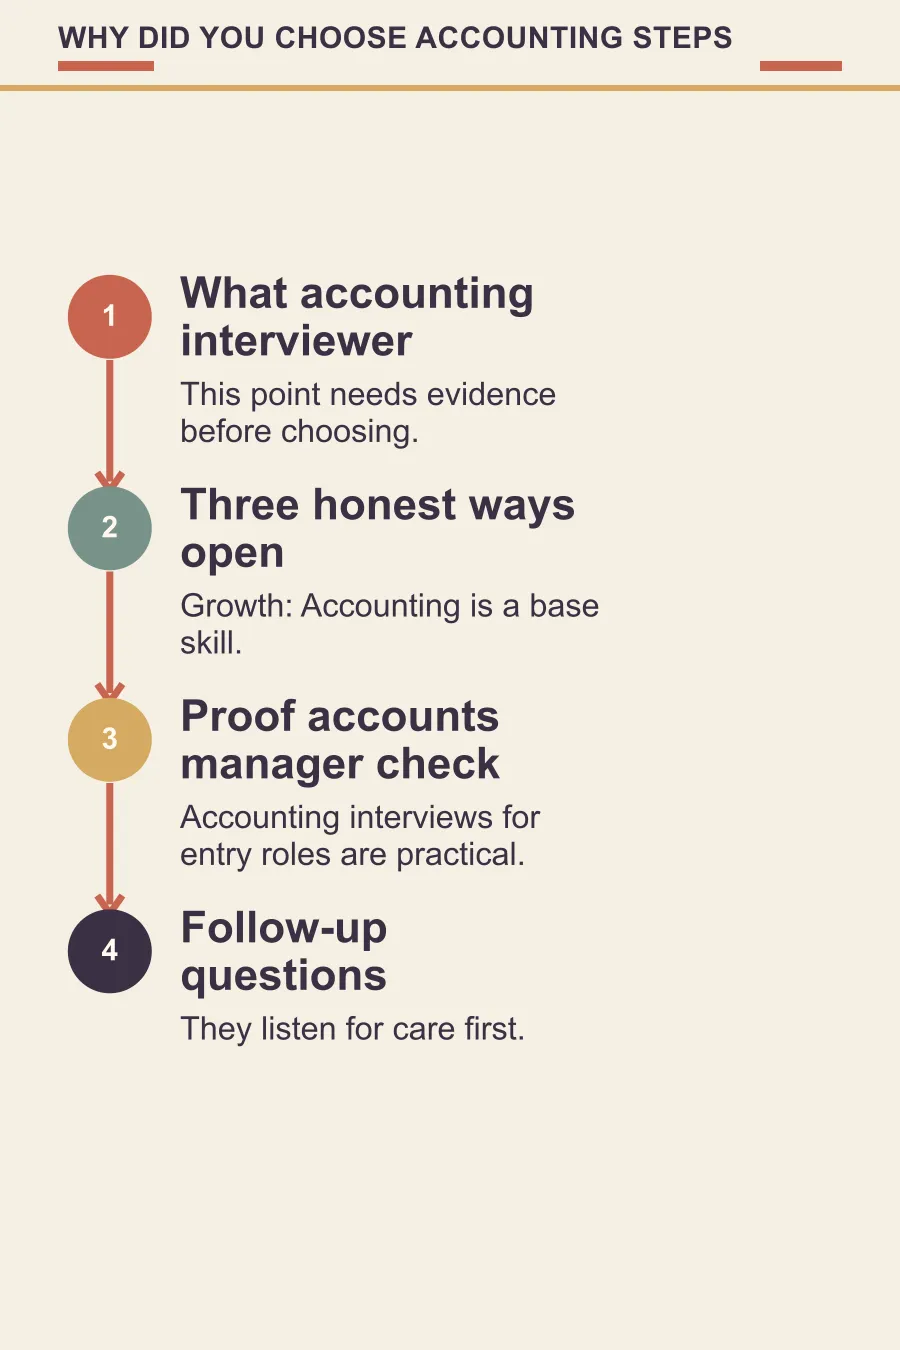 WHY DID YOU CHOOSE ACCOUNTING STEPS
1
What accounting
interviewer
This point needs evidence
before choosing.
2
Three honest ways
open
Growth: Accounting is a base
skill.
3
Proof accounts
manager check
Accounting interviews for
entry roles are practical.
4
Follow-up
questions
They listen for care first.